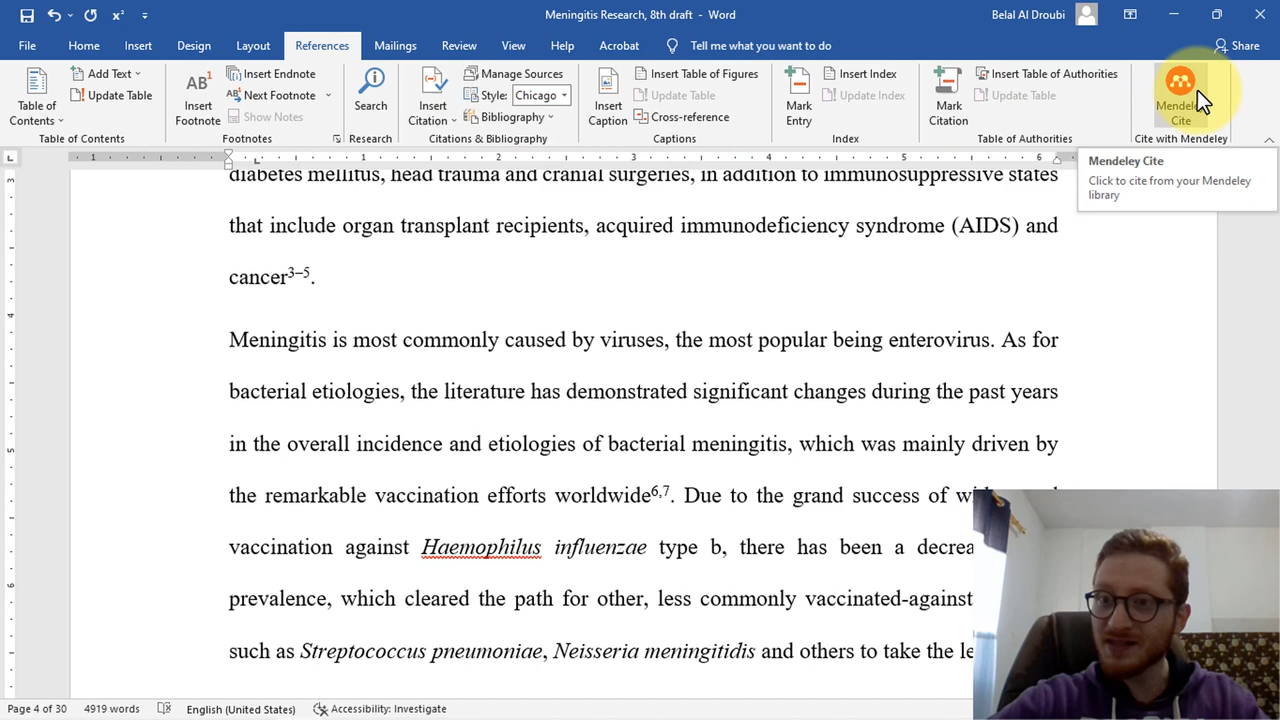 Meningitis Research, 8th draft - Word
Belal Al Droubi
File Home Insert Design Layout References Mailings Review View Help Acrobat Tell me what you want to do Share
Table of Contents
Add Text
Update Table
Table of Contents
AB1
Insert Footnote
Insert Endnote
Next Footnote
Show Notes
Footnotes
Search
Research
Insert Citation
Manage Sources
Style: Chicago
Bibliography
Citations & Bibliography
Insert Caption
Insert Table of Figures
Update Table
Cross-reference
Captions
Mark Entry
Insert Index
Update Index
Index
Mark Citation
Insert Table of Authorities
Update Table
Table of Authorities
Mendeley Cite
Cite with Mendeley
Mendeley Cite
Click to cite from your Mendeley
library
1 1 2 3 4 5 6
diabetes mellitus, head trauma and cranial surgeries, in addition to immunosuppressive states
that include organ transplant recipients, acquired immunodeficiency syndrome (AIDS) and
cancer3–5.
Meningitis is most commonly caused by viruses, the most popular being enterovirus. As for
bacterial etiologies, the literature has demonstrated significant changes during the past years
in the overall incidence and etiologies of bacterial meningitis, which was mainly driven by
the remarkable vaccination efforts worldwide6,7. Due to the grand success of
vaccination against Haemophilus influenzae type b, there has been a
prevalence, which cleared the path for other, less commonly vaccinated-against
such as Streptococcus pneumoniae, Neisseria meningitidis and others to take the
Page 4 of 30 4919 words English (United States) Accessibility: Investigate